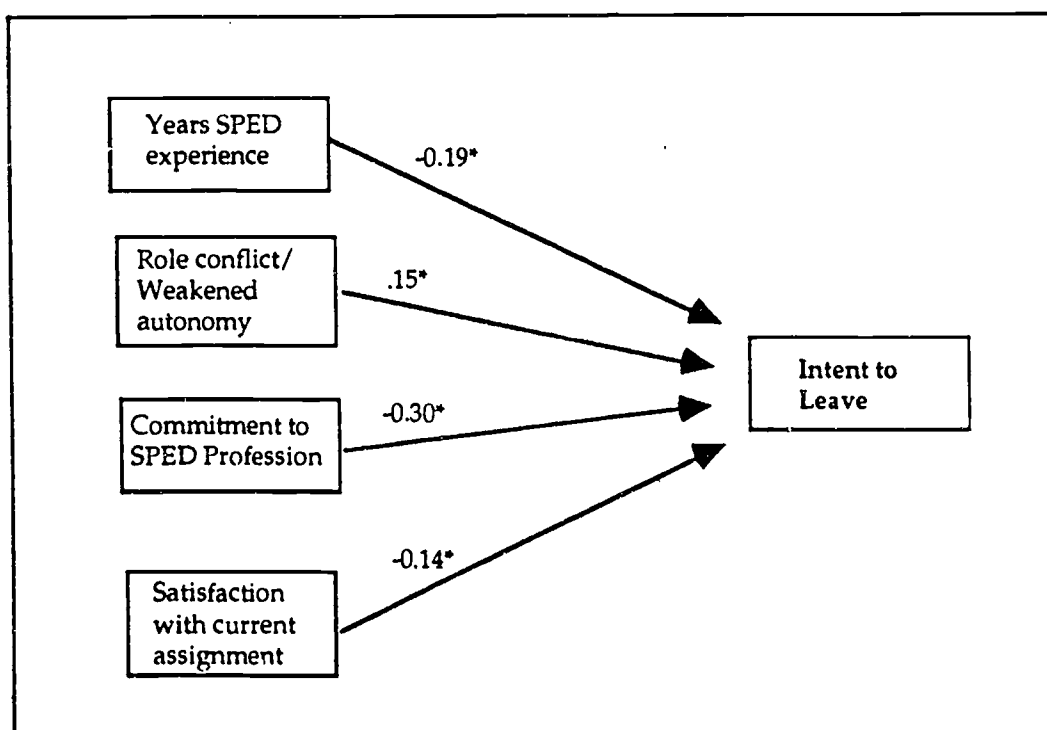 Years SPED
experience
-0.19*
Role conflict/
Weakened
autonomy
.15*
Commitment to
SPED Profession
-0.30*
Satisfaction
with current
assignment
-0.14*
Intent to
Leave